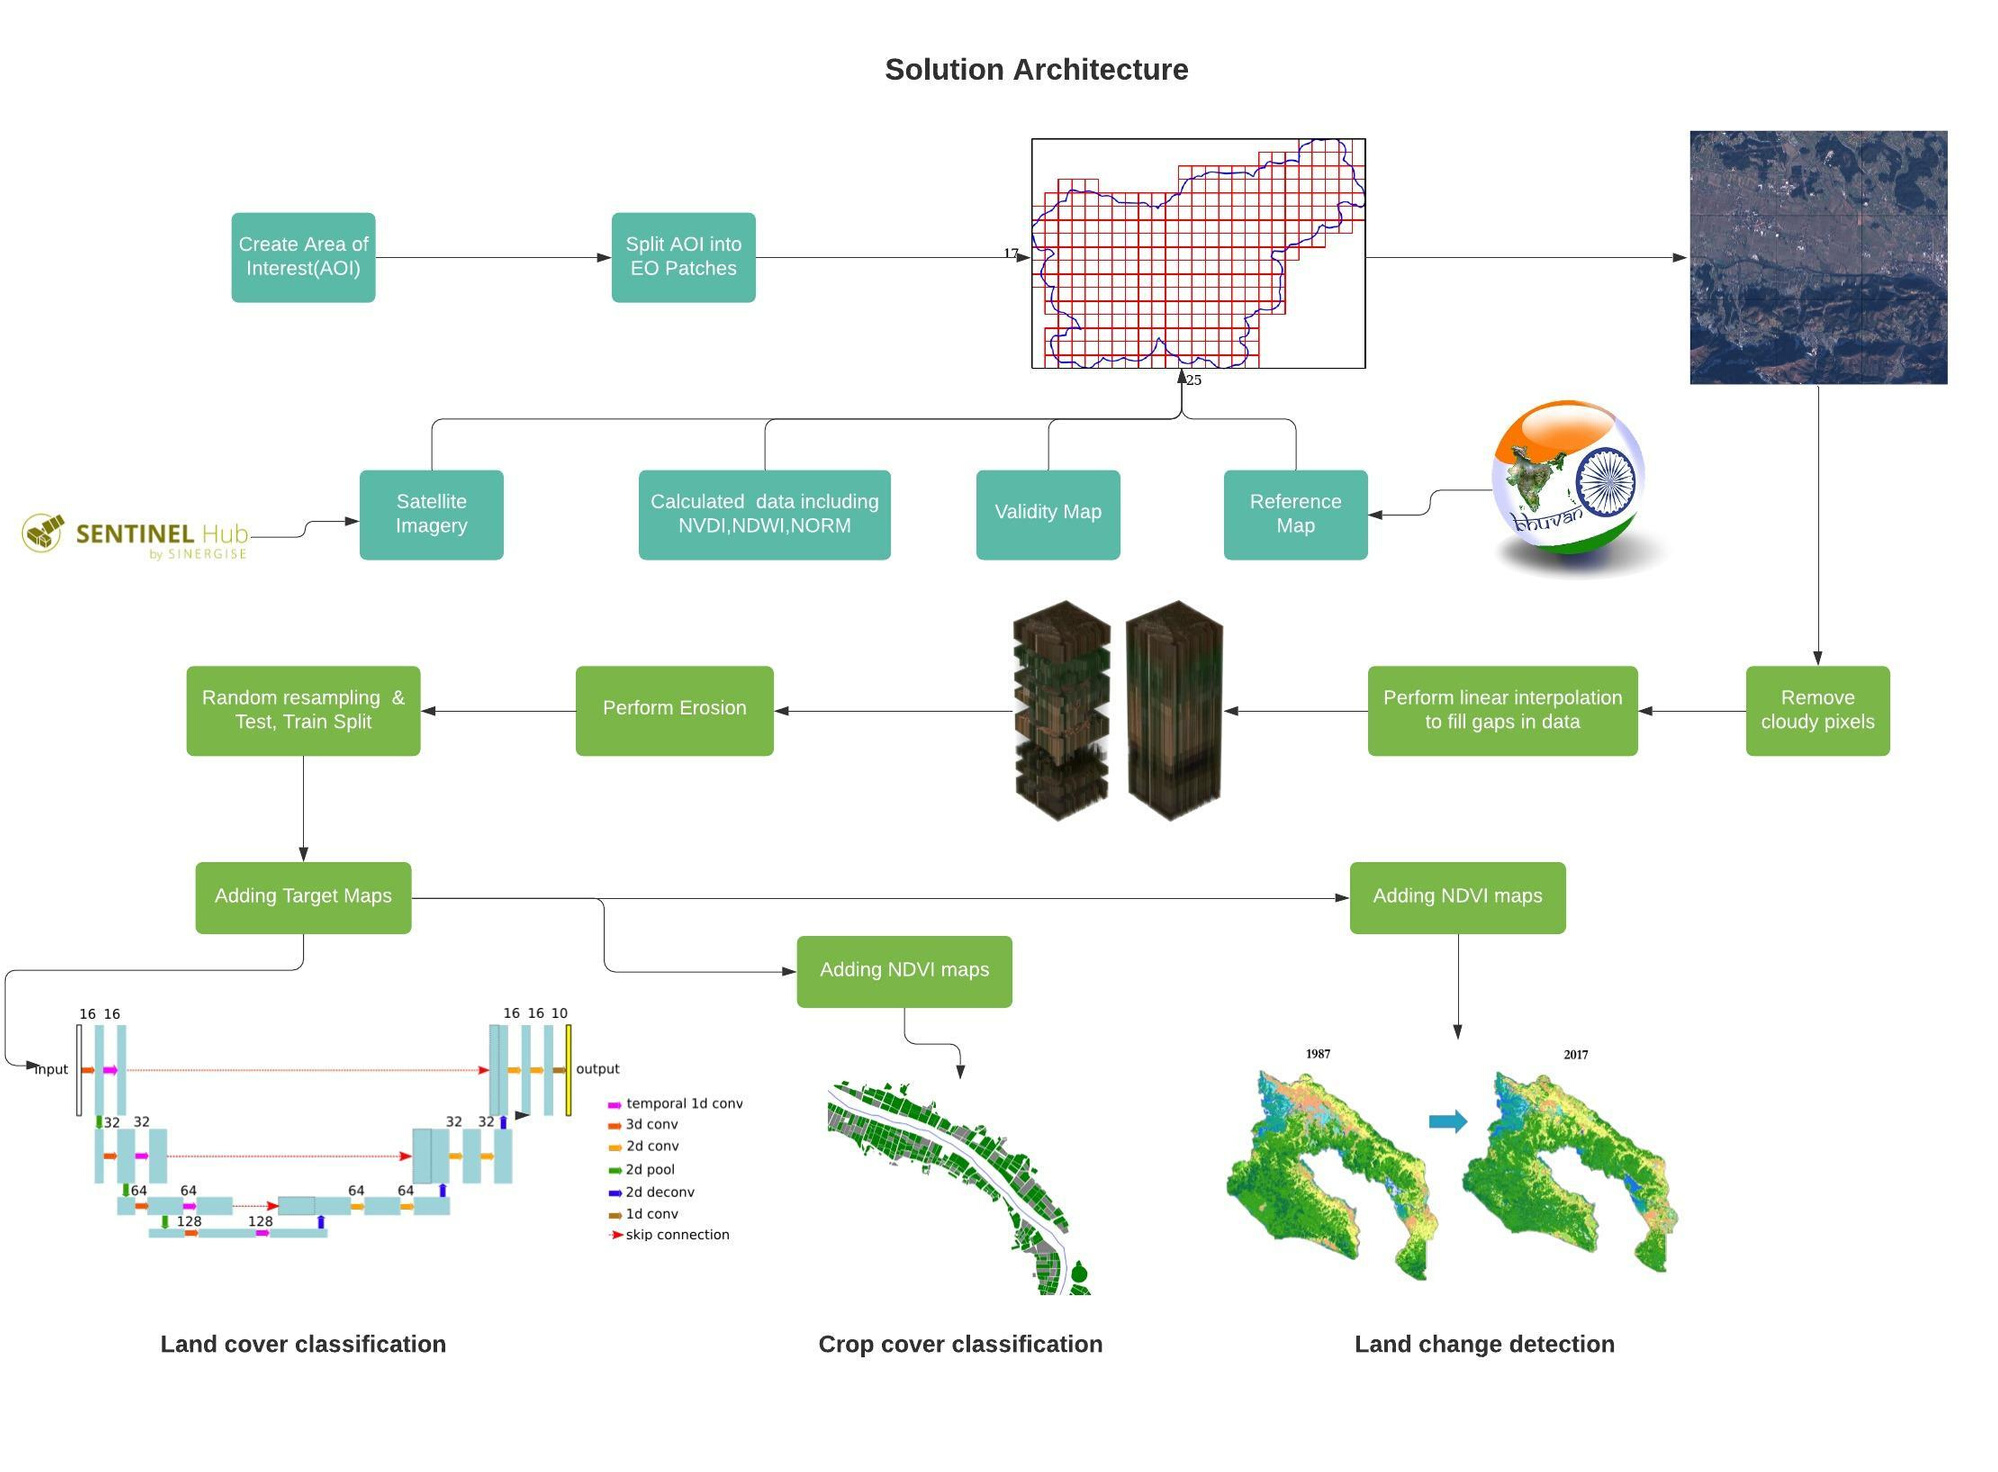 Solution Architecture
Create Area of
Interest(AOI)
Split AOI into
EO Patches
17
25
Satellite
Imagery
Calculated  data including
NVDI,NDWI,NORM
Validity Map
Reference
Map
SENTINEL Hub
by SINERGISE
bhuvan
Random resampling  &
Test, Train Split
Perform Erosion
Perform linear interpolation
to fill gaps in data
Remove
cloudy pixels
Adding Target Maps
Adding NDVI maps
Adding NDVI maps
16 16
16 16 10
input
output
32 32
32 32
64 64
64 64
128 128
temporal 1d conv
3d conv
2d conv
2d pool
2d deconv
1d conv
skip connection
1987
2017
Land cover classification
Crop cover classification
Land change detection